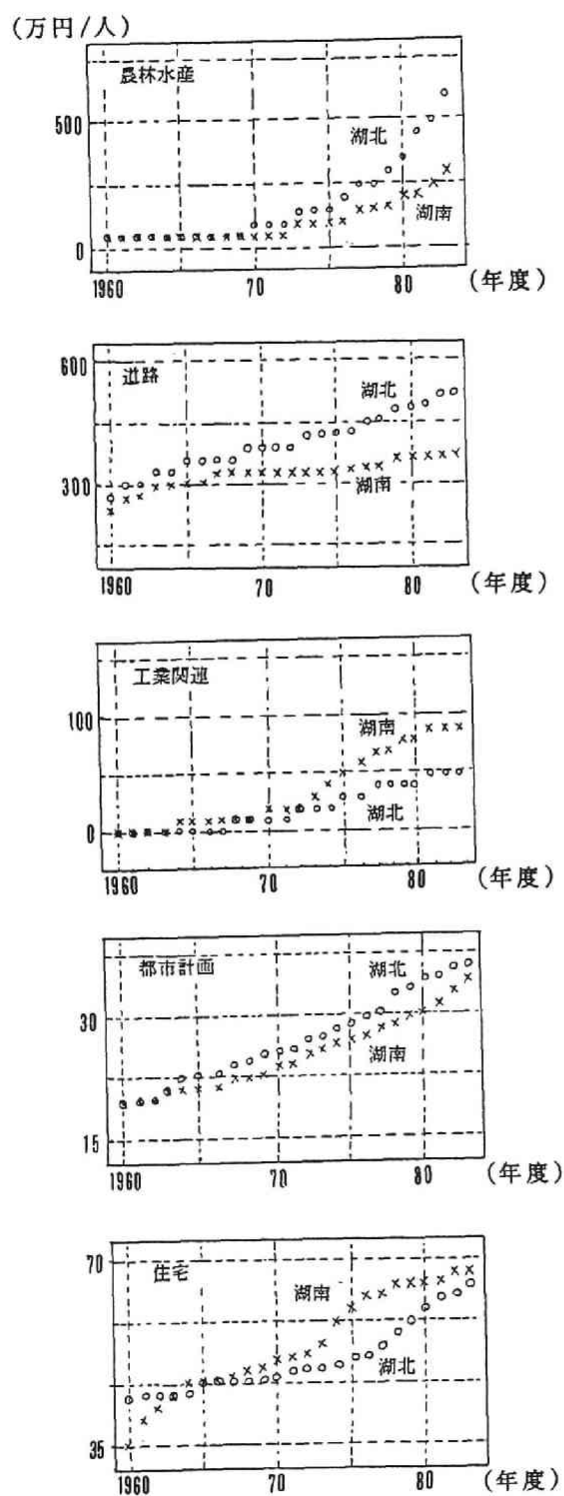 (万円/人)
農林水産
500
湖北
湖南
0
1960 70 80 (年度)
600
道路
湖北
300
湖南
1960 70 80 (年度)
工業関連
100
湖南
湖北
0
1960 70 80 (年度)
都市計画
湖北
30
湖南
15
1960 70 80 (年度)
70
住宅
湖南
湖北
35
1960 70 80 (年度)